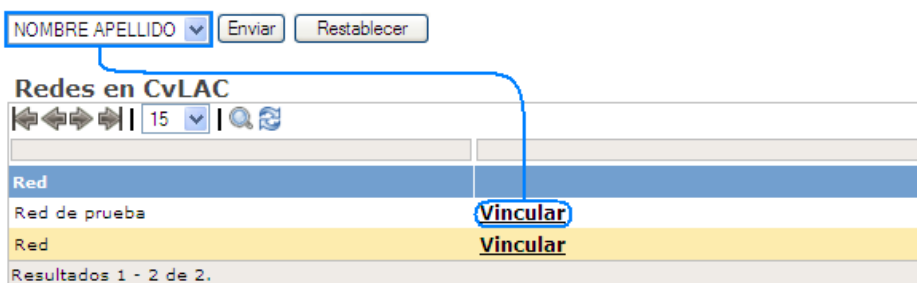 NOMBRE APELLIDO Enviar Restablecer
Redes en CvLAC
15
Red
Red de prueba Vincular
Red Vincular
Resultados 1 - 2 de 2.